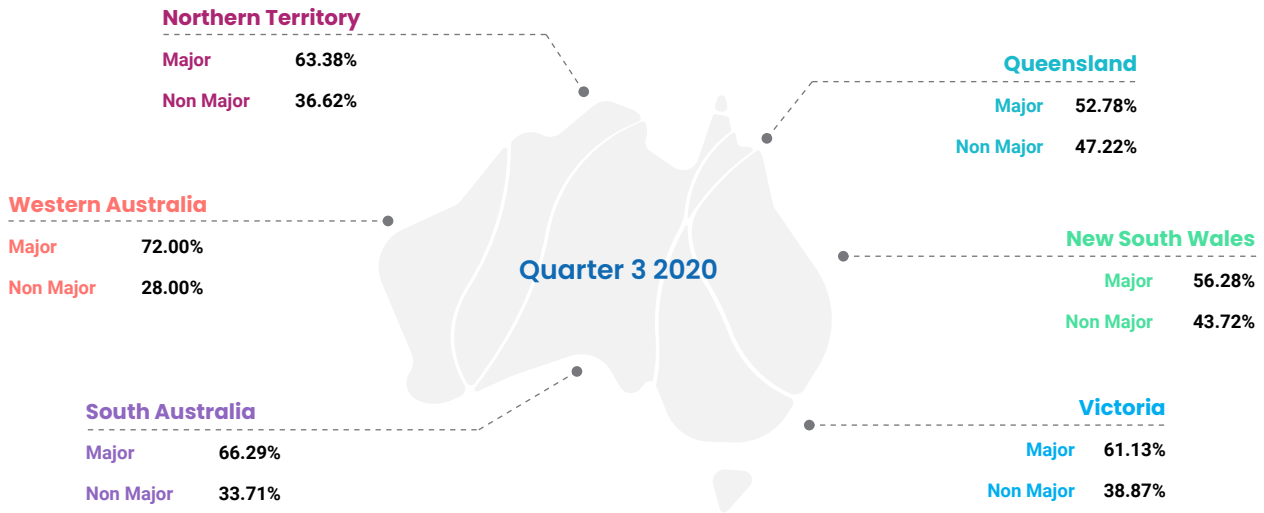 Northern Territory
Major 63.38%
Non Major 36.62%
Queensland
Major 52.78%
Non Major 47.22%
Western Australia
Major 72.00%
Non Major 28.00%
Quarter 3 2020
New South Wales
Major 56.28%
Non Major 43.72%
South Australia
Major 66.29%
Non Major 33.71%
Victoria
Major 61.13%
Non Major 38.87%